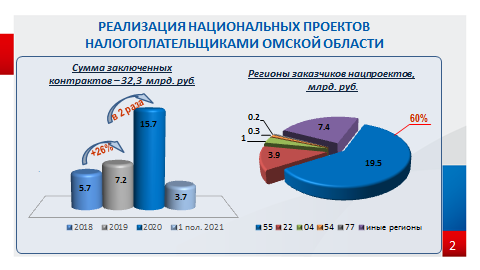 РЕАЛИЗАЦИЯ НАЦИОНАЛЬНЫХ ПРОЕКТОВ
НАЛОГОПЛАТЕЛЬЩИКАМИ ОМСКОЙ ОБЛАСТИ
Сумма заключенных
контрактов – 32,3 млрд. руб.
+26%
в 2 раза
5.7
7.2
15.7
3.7
2018 2019 2020 1 пол. 2021
Регионы заказчиков нацпроектов,
млрд. руб.
60%
0.2
0.3
1
3.9
7.4
19.5
55 22 04 54 77 иные регионы
2